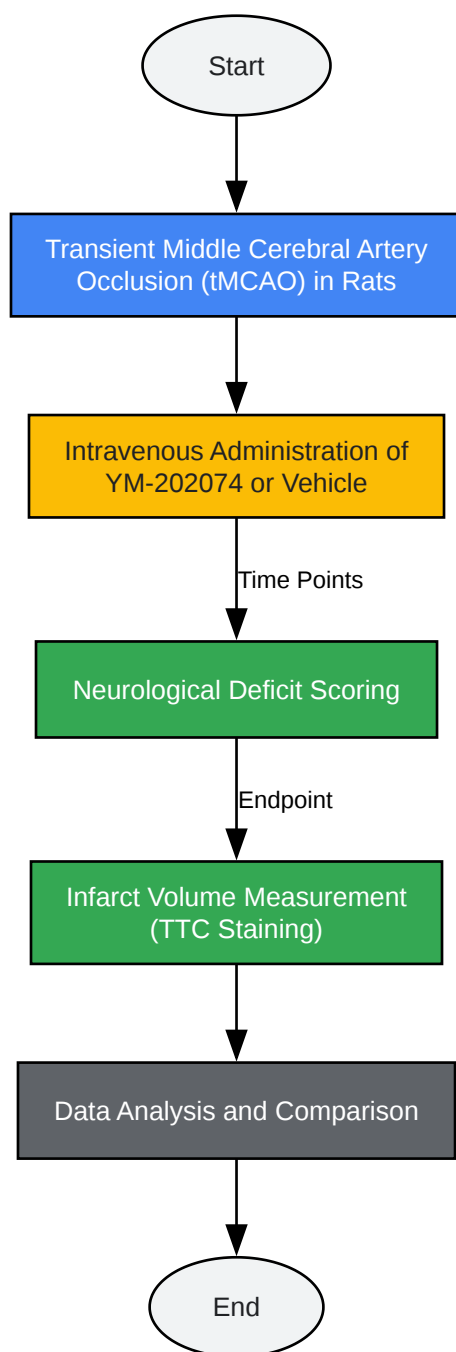 Start
Transient Middle Cerebral Artery
Occlusion (tMCAO) in Rats
Intravenous Administration of
YM-202074 or Vehicle
Time Points
Neurological Deficit Scoring
Endpoint
Infarct Volume Measurement
(TTC Staining)
Data Analysis and Comparison
End